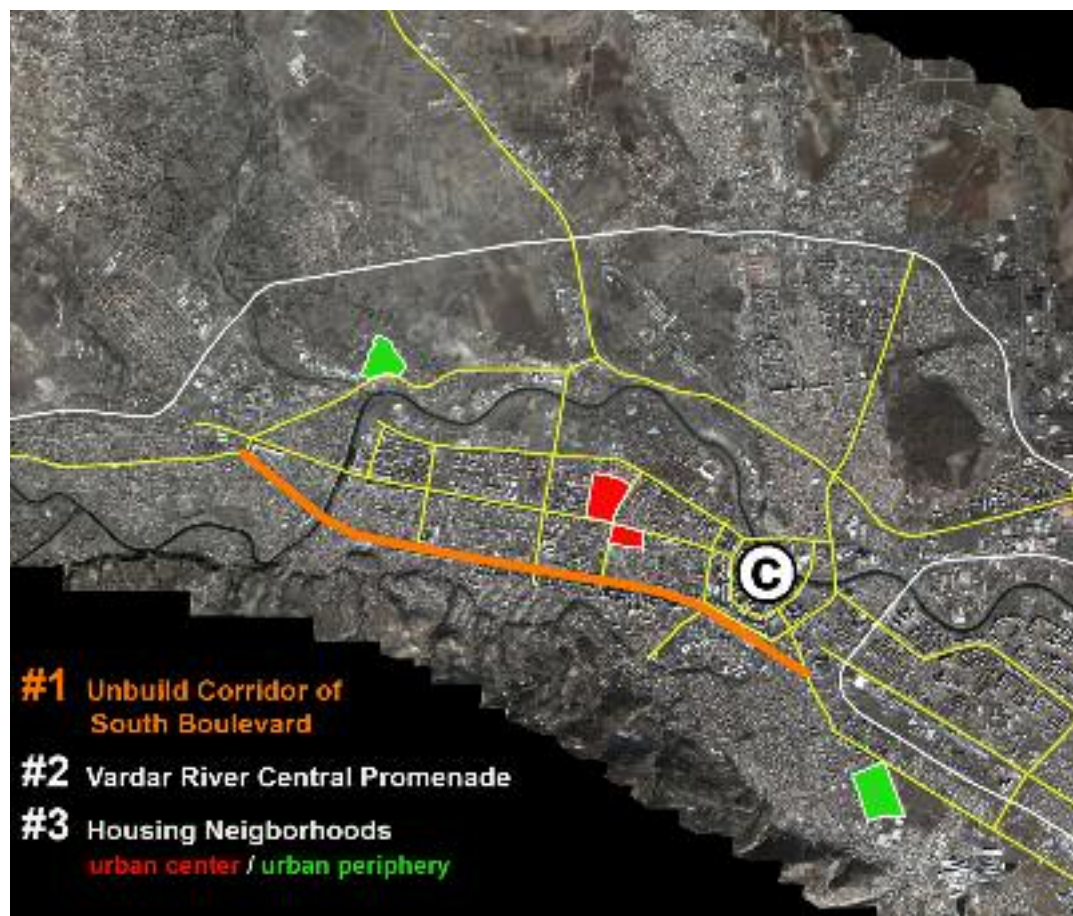 C
#1 Unbuild Corridor of
South Boulevard
#2 Vardar River Central Promenade
#3 Housing Neigborhoods
urban center / urban periphery